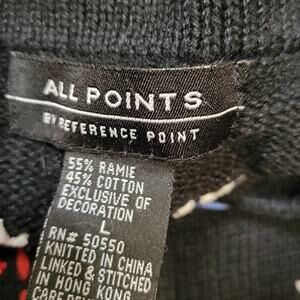 ALL POINTS
BY REFERENCE POINT
55% RAMIE
45% COTTON
EXCLUSIVE OF
DECORATION
L
RN# 50550
KNITTED IN CHINA
LINKED & STITCHED
IN HONG KONG
CARE